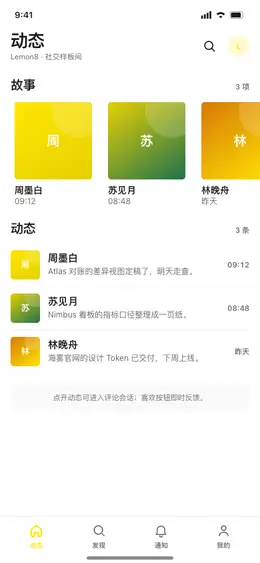 9:41
动态
Lemon8 · 社交样板间
L
故事
3 项
周
苏
林
周墨白
09:12
苏见月
08:48
林晚舟
昨天
动态
3 条
周
周墨白
Atlas 对账的差异视图定稿了，明天走查。
09:12
苏
苏见月
Nimbus 看板的指标口径整理成一页纸。
08:48
林
林晚舟
海雾官网的设计 Token 已交付，下周上线。
昨天
点开动态可进入评论会话；喜欢按钮即时反馈。
动态
发现
通知
我的